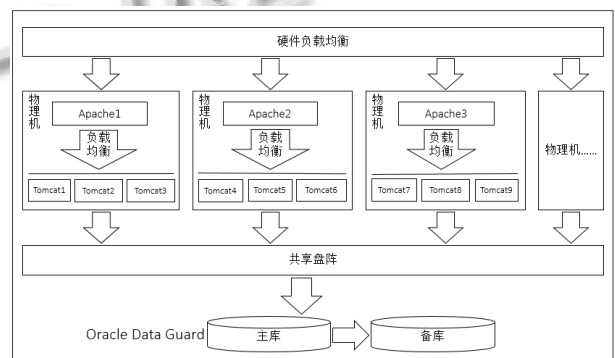 硬件负载均衡
物理机
Apache1
负载
均衡
Tomcat1
Tomcat2
Tomcat3
物理机
Apache2
负载
均衡
Tomcat4
Tomcat5
Tomcat6
物理机
Apache3
负载
均衡
Tomcat7
Tomcat8
Tomcat9
物理机......
共享盘阵
Oracle Data Guard
主库
备库